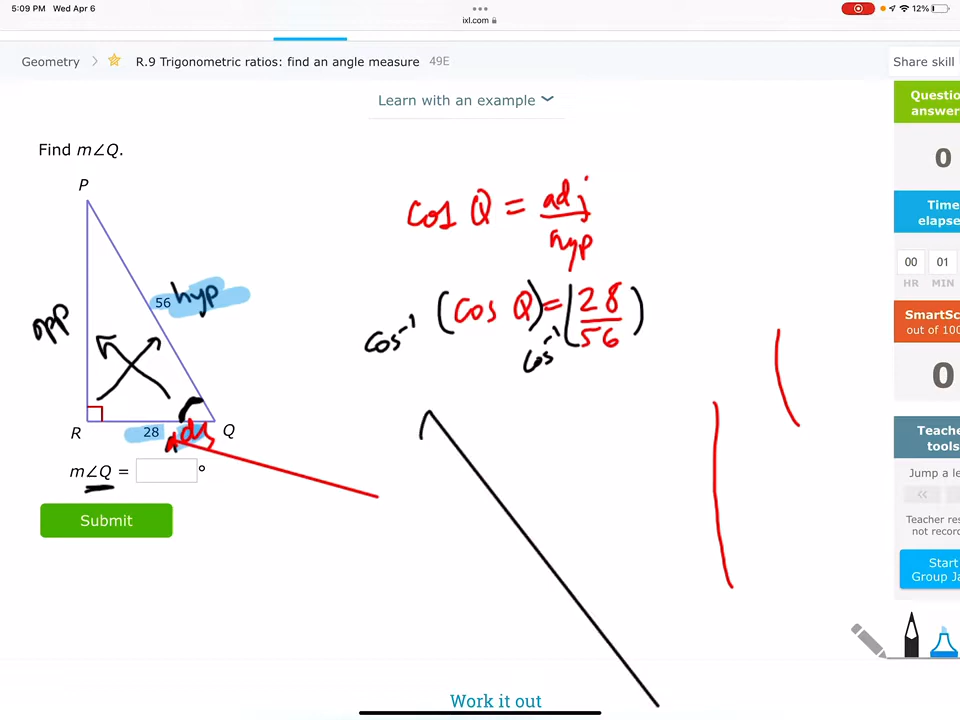 5:09 PM Wed Apr 6
ixl.com
12%
Geometry > R.9 Trigonometric ratios: find an angle measure 49E
Share skill
Learn with an example
Questio
answere
0
Find m∠Q.
P
56 hyp
opp
R
28 adj
Q
m∠Q = °
Submit
cos Q = adj/hyp
cos⁻¹ (cos Q) = cos⁻¹ (28/56)
Time
elapse
00 01
HR MIN
SmartSc
out of 100
0
Teache
tools
Jump a le
Teacher res
not recorde
Start
Group Ja
Work it out